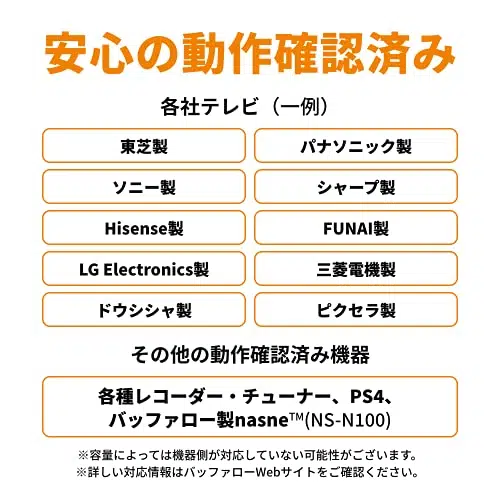 安心の動作確認済み
各社テレビ（一例）
東芝製
パナソニック製
ソニー製
シャープ製
Hisense製
FUNAI製
LG Electronics製
三菱電機製
ドウシシャ製
ピクセラ製
その他の動作確認済み機器
各種レコーダー・チューナー、PS4、
バッファロー製nasne™(NS-N100)
※容量によっては機器側が対応していない可能性がございます。
※詳しい対応情報はバッファローWebサイトをご確認ください。